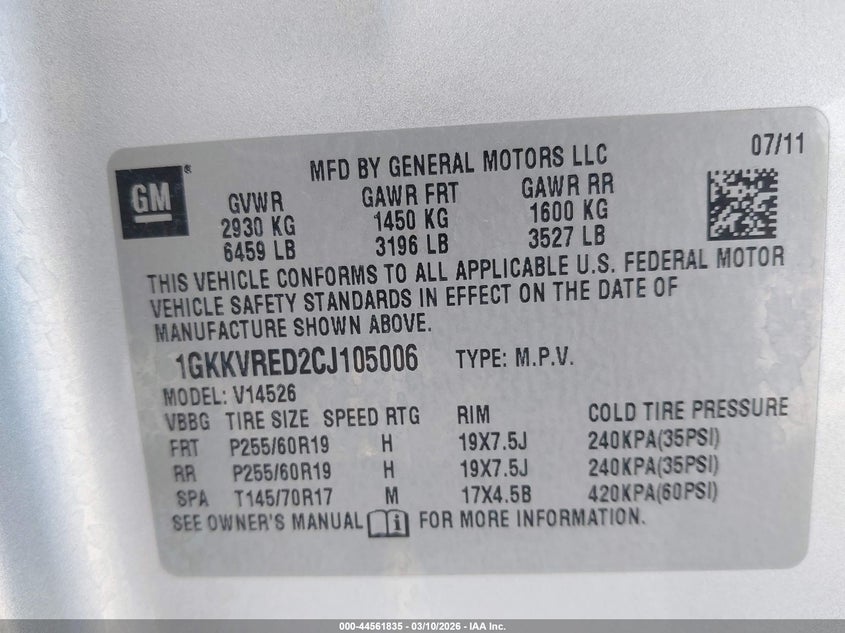 07/11
MFD BY GENERAL MOTORS LLC
GM®
GVWR GAWR FRT GAWR RR
2930 KG 1450 KG 1600 KG
6459 LB 3196 LB 3527 LB
THIS VEHICLE CONFORMS TO ALL APPLICABLE U.S. FEDERAL MOTOR
VEHICLE SAFETY STANDARDS IN EFFECT ON THE DATE OF
MANUFACTURE SHOWN ABOVE.
1GKKVRED2CJ105006 TYPE: M.P.V.
MODEL: V14526
VBBG TIRE SIZE SPEED RTG RIM COLD TIRE PRESSURE
FRT P255/60R19 H 19X7.5J 240KPA(35PSI)
RR P255/60R19 H 19X7.5J 240KPA(35PSI)
SPA T145/70R17 M 17X4.5B 420KPA(60PSI)
SEE OWNER'S MANUAL i FOR MORE INFORMATION.
000-44561835 - 03/10/2026 - IAA Inc.